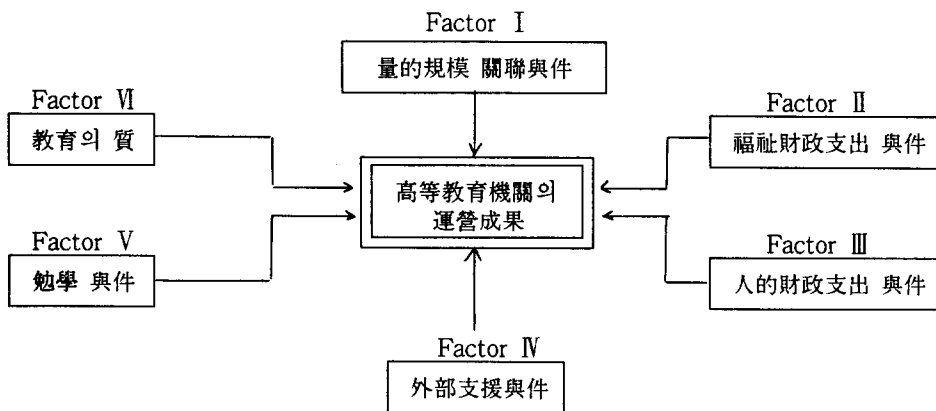 Factor Ⅰ
量的規模 關聯與件
Factor Ⅵ
教育의 質
Factor Ⅱ
福祉財政支出 與件
高等教育機關의
運營成果
Factor Ⅴ
勉學 與件
Factor Ⅲ
人的財政支出 與件
Factor Ⅳ
外部支援與件